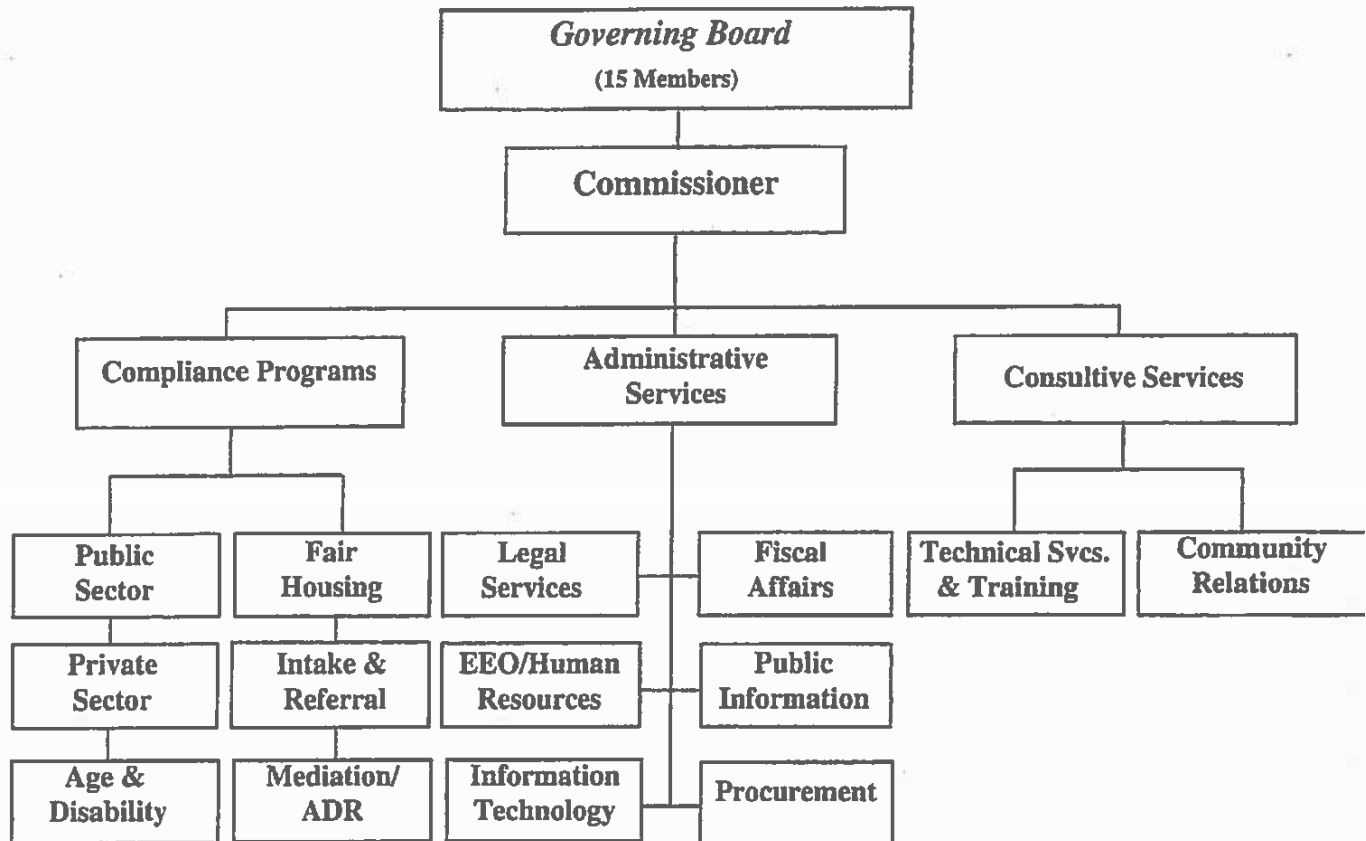 Governing Board
(15 Members)
Commissioner
Compliance Programs
Administrative
Services
Consultive Services
Public
Sector
Fair
Housing
Legal
Services
Fiscal
Affairs
Technical Svcs.
& Training
Community
Relations
Private
Sector
Intake &
Referral
EEO/Human
Resources
Public
Information
Age &
Disability
Mediation/
ADR
Information
Technology
Procurement